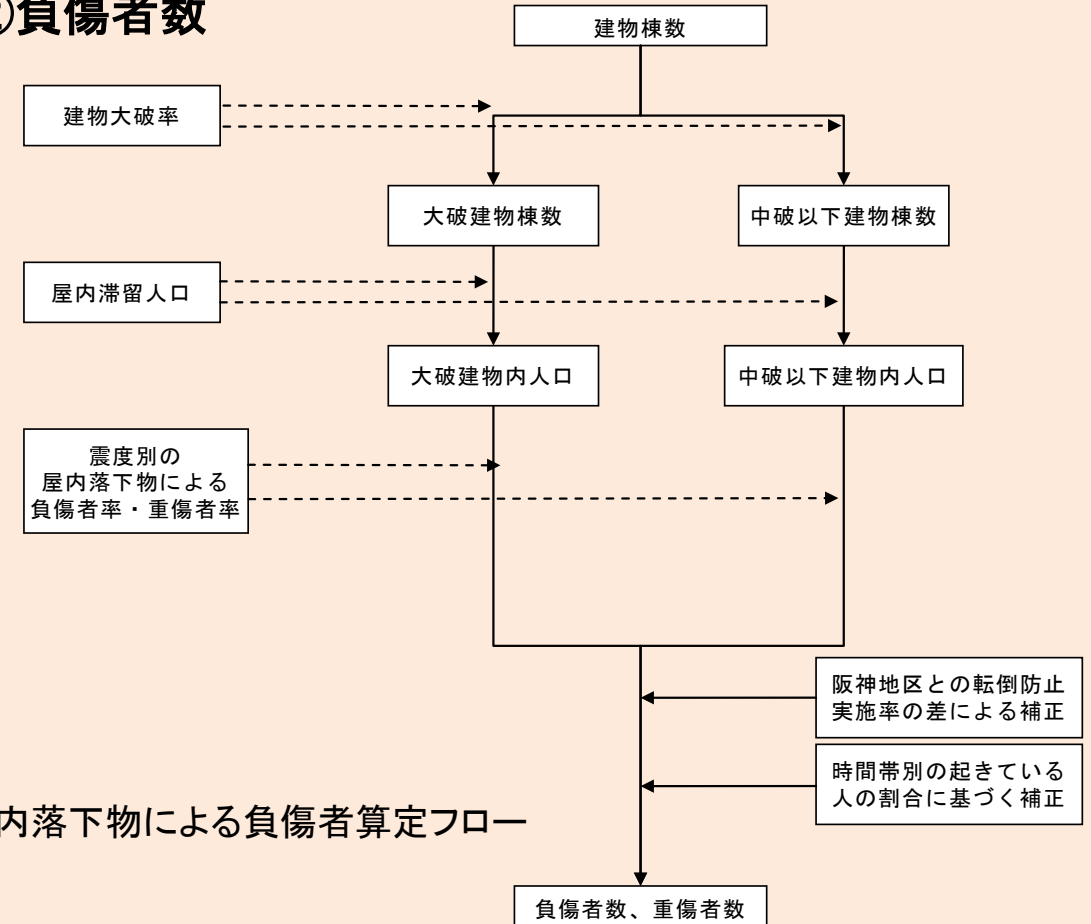 ②負傷者数
建物棟数
建物大破率
大破建物棟数
中破以下建物棟数
屋内滞留人口
大破建物内人口
中破以下建物内人口
震度別の
屋内落下物による
負傷者率・重傷者率
阪神地区との転倒防止
実施率の差による補正
時間帯別の起きている
人の割合に基づく補正
内落下物による負傷者算定フロー
負傷者数、重傷者数